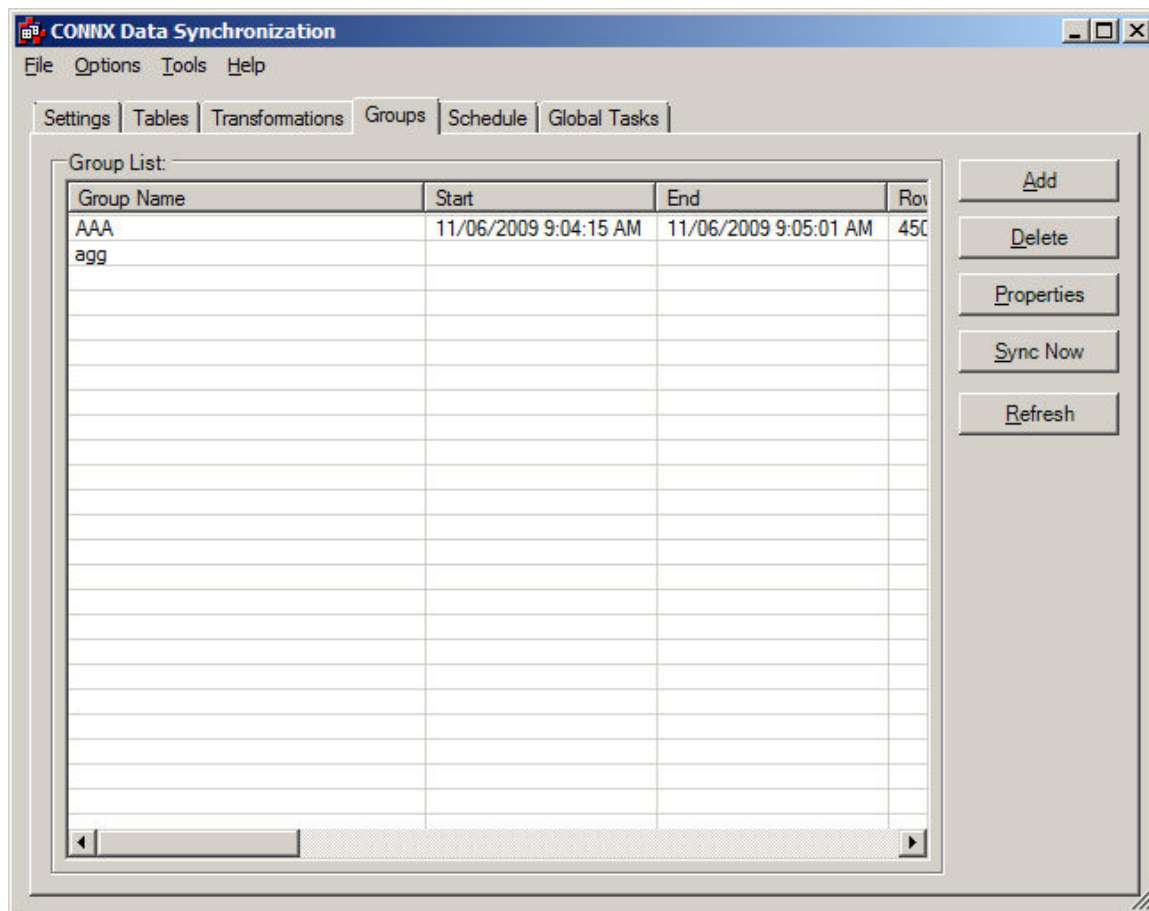 CONNX Data Synchronization
File Options Tools Help
Settings Tables Transformations Groups Schedule Global Tasks
Group List:
Group Name Start End
AAA 11/06/2009 9:04:15 AM 11/06/2009 9:05:01 AM
agg
Add
Delete
Properties
Sync Now
Refresh